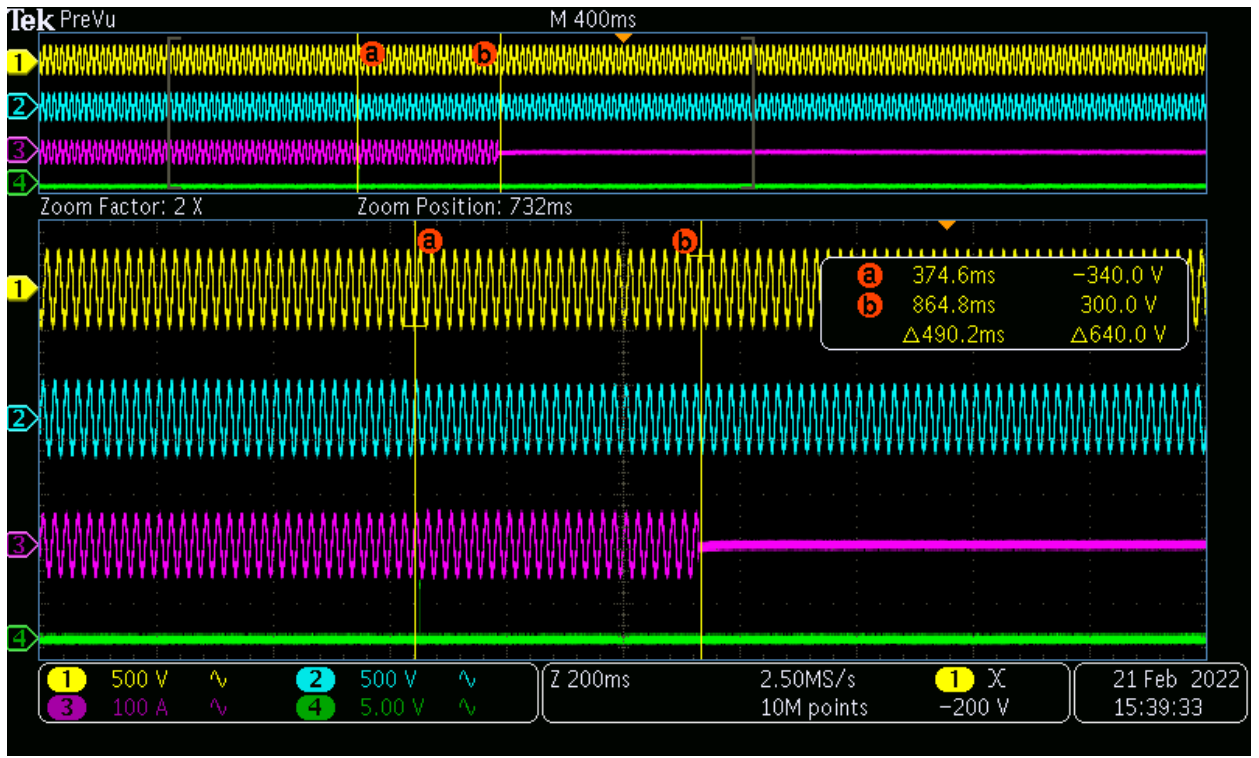 Tek PreVu M 400ms
1 a b
2
3
4
Zoom Factor: 2 X Zoom Position: 732ms
a b
1 a 374.6ms −340.0 V
b 864.8ms 300.0 V
△490.2ms △640.0 V
2
3
4
1 500 V 2 500 V Z 200ms 2.50MS/s 1 21 Feb 2022
3 100 A 4 5.00 V 10M points −200 V 15:39:33